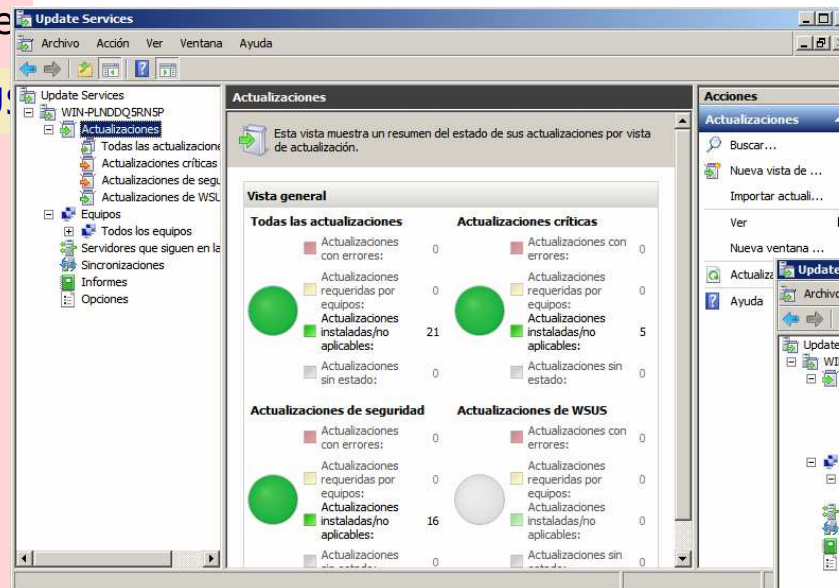 Update Services
Archivo Acción Ver Ventana Ayuda
Update Services
WIN-PLNDDQ5RN5P
Actualizaciones
Todas las actualizacione
Actualizaciones críticas
Actualizaciones de segu
Actualizaciones de WSU
Equipos
Todos los equipos
Servidores que siguen en la
Sincronizaciones
Informes
Opciones
Actualizaciones
Esta vista muestra un resumen del estado de sus actualizaciones por vista
de actualización.
Vista general
Todas las actualizaciones
Actualizaciones
con errores: 0
Actualizaciones
requeridas por
equipos: 0
Actualizaciones
instaladas/no
aplicables: 21
Actualizaciones
sin estado: 0
Actualizaciones críticas
Actualizaciones con
errores: 0
Actualizaciones
requeridas por
equipos: 0
Actualizaciones
instaladas/no
aplicables: 5
Actualizaciones sin
estado: 0
Actualizaciones de seguridad
Actualizaciones
con errores: 0
Actualizaciones
requeridas por
equipos: 0
Actualizaciones
instaladas/no
aplicables: 16
Actualizaciones
sin estado: 0
Actualizaciones de WSUS
Actualizaciones con
errores: 0
Actualizaciones
requeridas por
equipos: 0
Actualizaciones
instaladas/no
aplicables: 0
Actualizaciones sin
estado: 0
Acciones
Actualizaciones
Buscar...
Nueva vista de ...
Importar actuali...
Ver
Nueva ventana ...
Actualiza
Ayuda
Update
Archivo
Update
WI